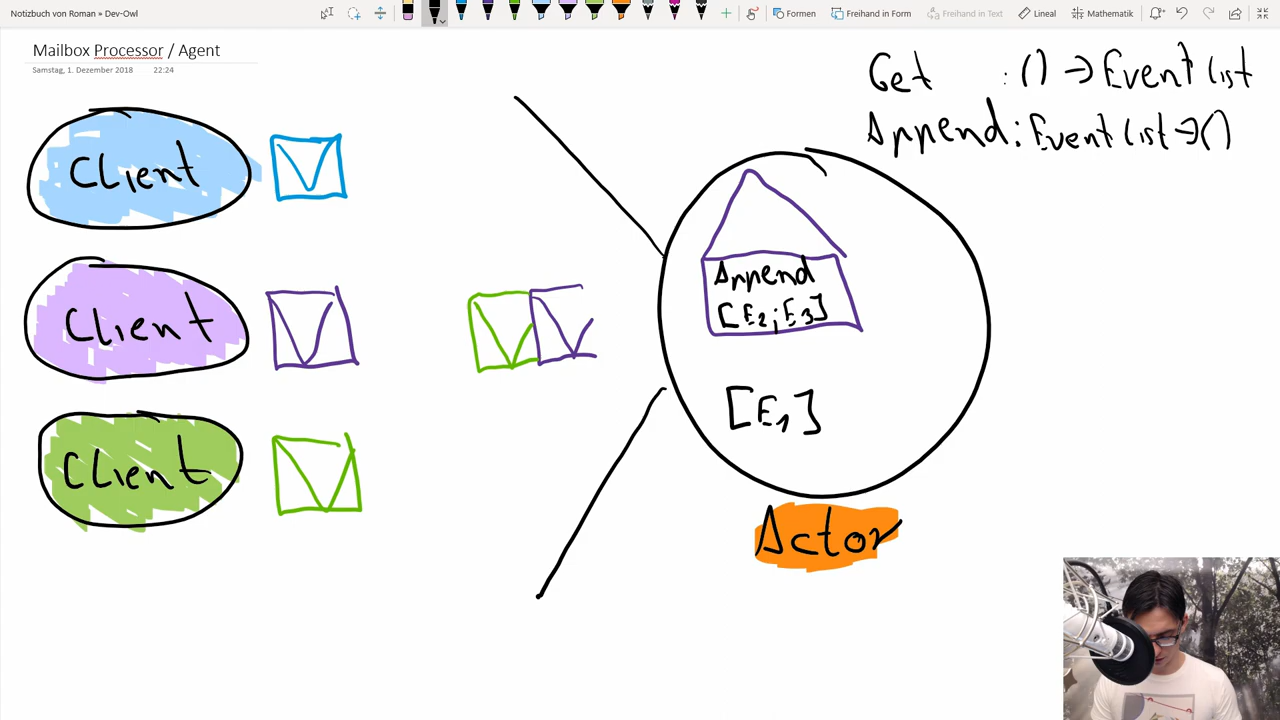 Notizbuch von Roman » Dev-Owl
Formen
Freihand in Form
Freihand in Text
Lineal
Mathematik
Mailbox Processor / Agent
Samstag, 1. Dezember 2018 22:24
Get : () → Event list
Append : Event list → ()
Client
Client
Client
Append
[E2;E3]
[E1]
Actor